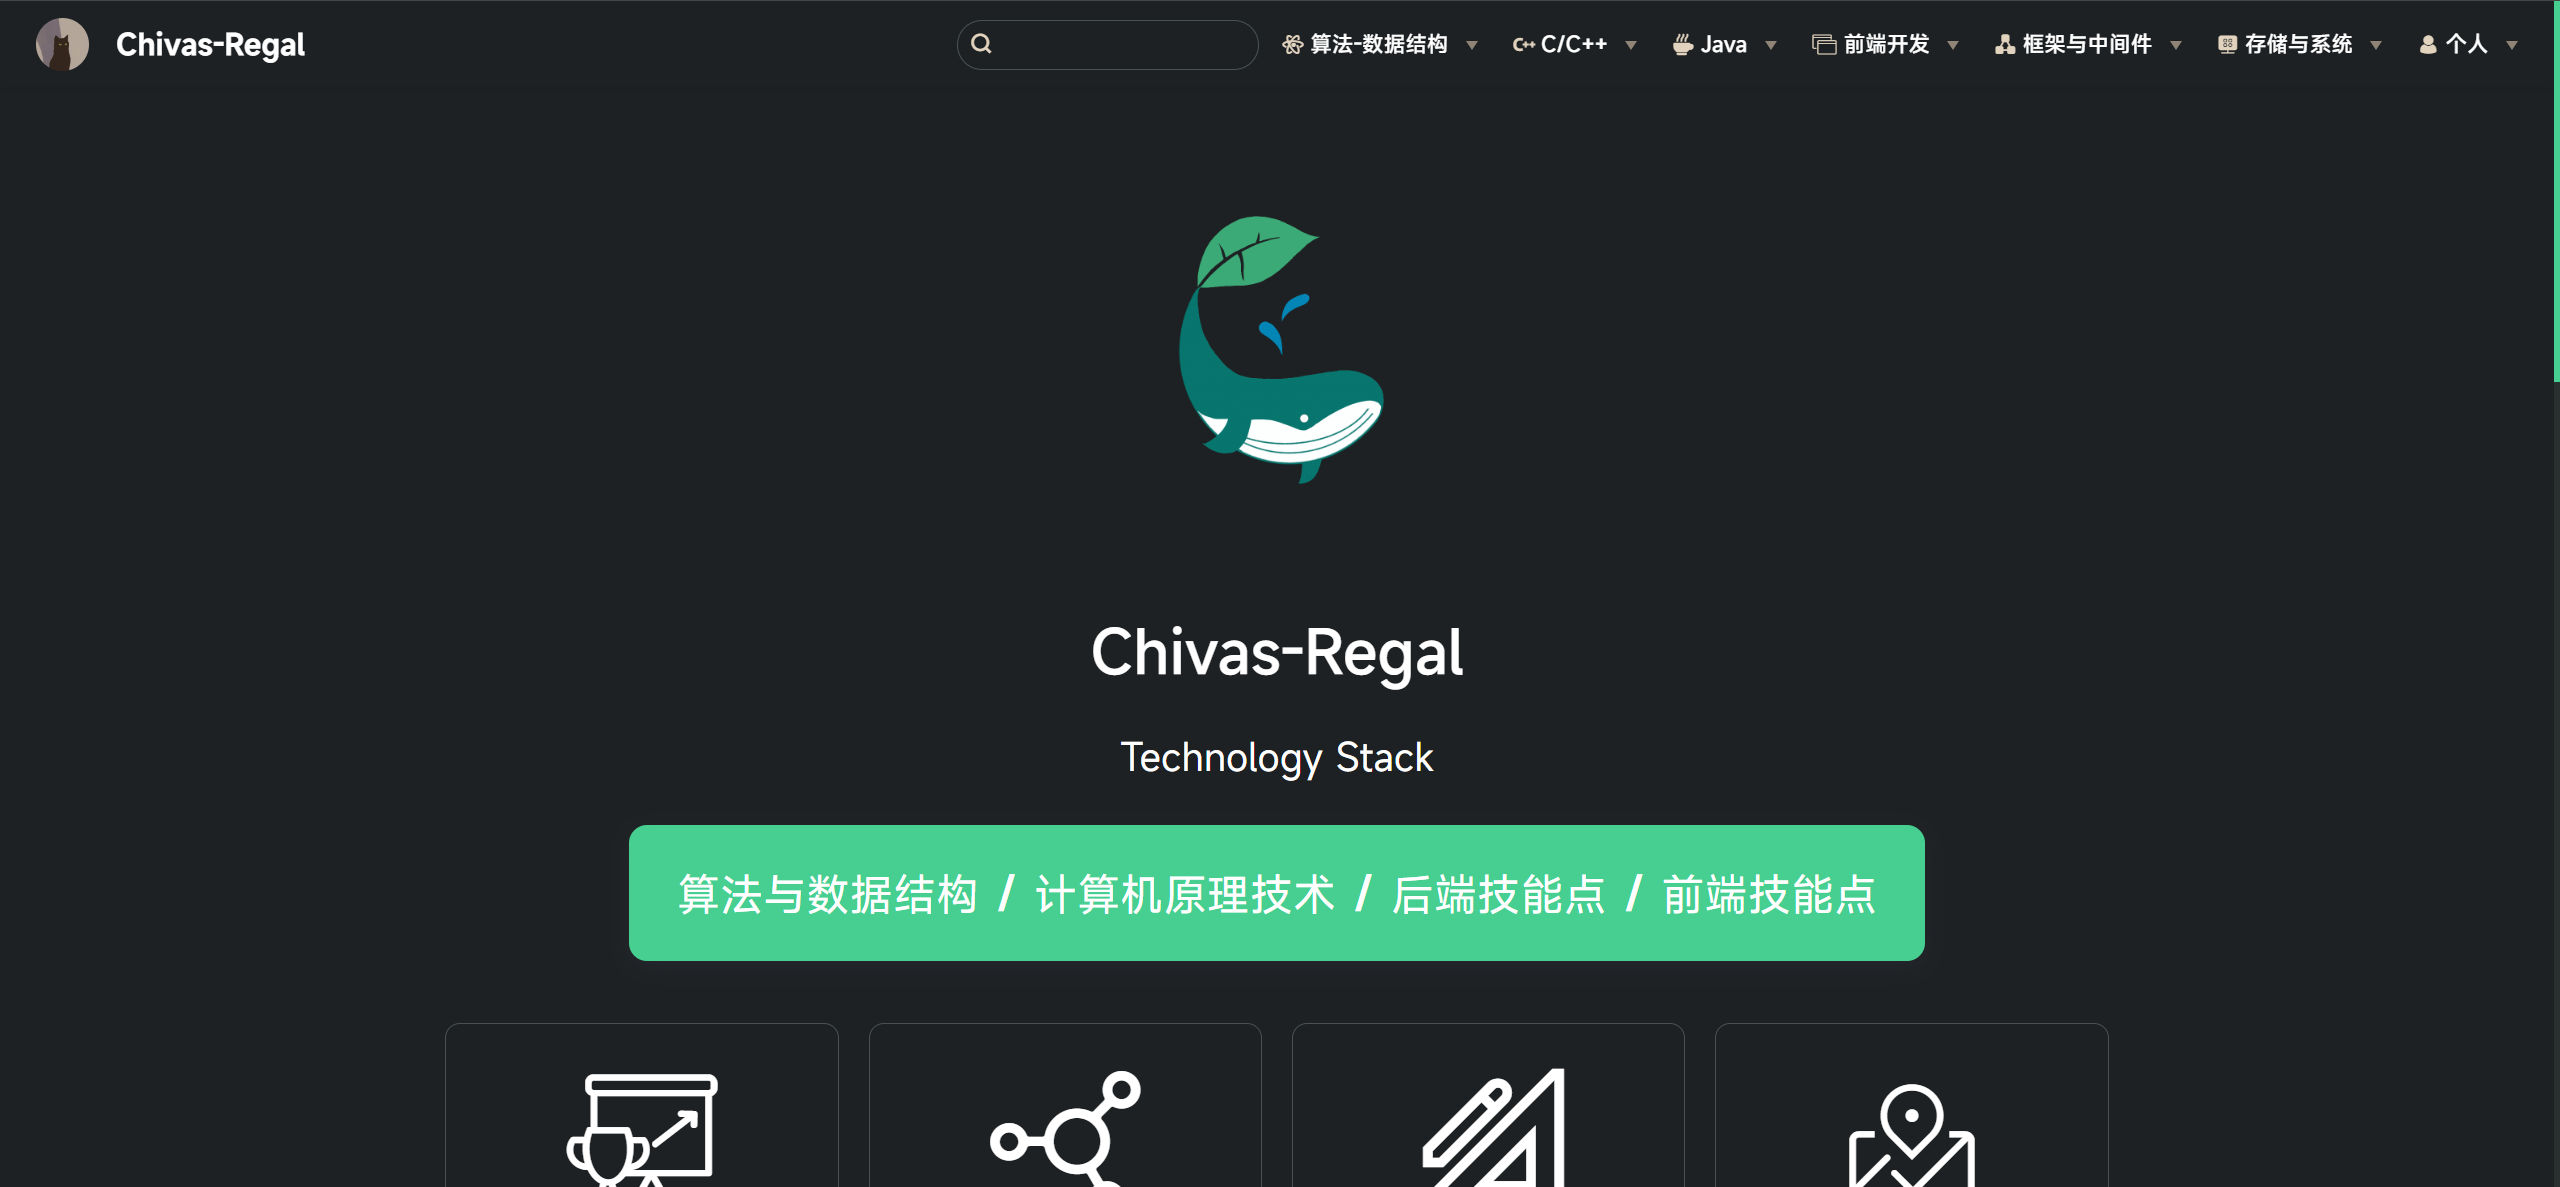 Chivas-Regal 算法-数据结构 C++ C/C++ Java 前端开发 框架与中间件 存储与系统 个人
Chivas-Regal
Technology Stack
算法与数据结构 / 计算机原理技术 / 后端技能点 / 前端技能点